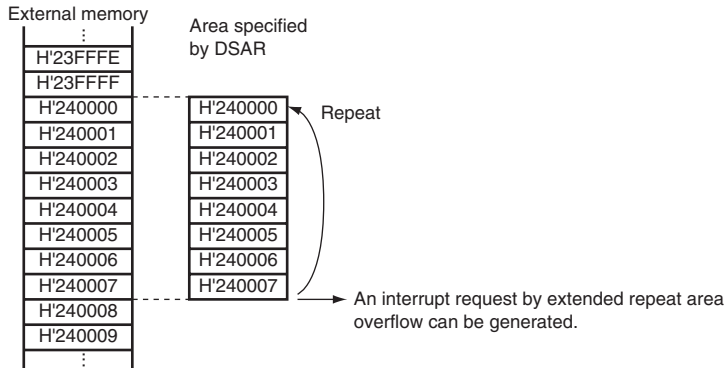 External memory
⋮
H'23FFFE
H'23FFFF
H'240000
H'240001
H'240002
H'240003
H'240004
H'240005
H'240006
H'240007
H'240008
H'240009
⋮
Area specified
by DSAR
H'240000
H'240001
H'240002
H'240003
H'240004
H'240005
H'240006
H'240007
Repeat
An interrupt request by extended repeat area
overflow can be generated.